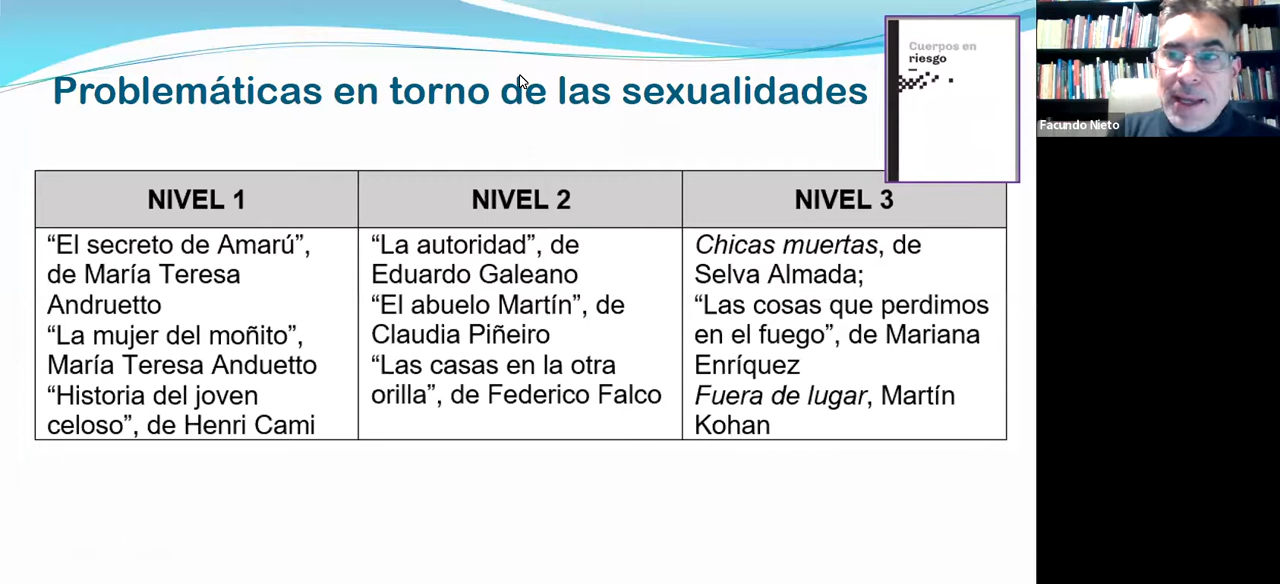 Problemáticas en torno de las sexualidades
Cuerpos en
riesgo
Facundo Nieto
NIVEL 1
“El secreto de Amarú”,
de María Teresa
Andruetto
“La mujer del moñito”,
María Teresa Anduetto
“Historia del joven
celoso”, de Henri Cami
NIVEL 2
“La autoridad”, de
Eduardo Galeano
“El abuelo Martín”, de
Claudia Piñeiro
“Las casas en la otra
orilla”, de Federico Falco
NIVEL 3
Chicas muertas, de
Selva Almada;
“Las cosas que perdimos
en el fuego”, de Mariana
Enríquez
Fuera de lugar, Martín
Kohan